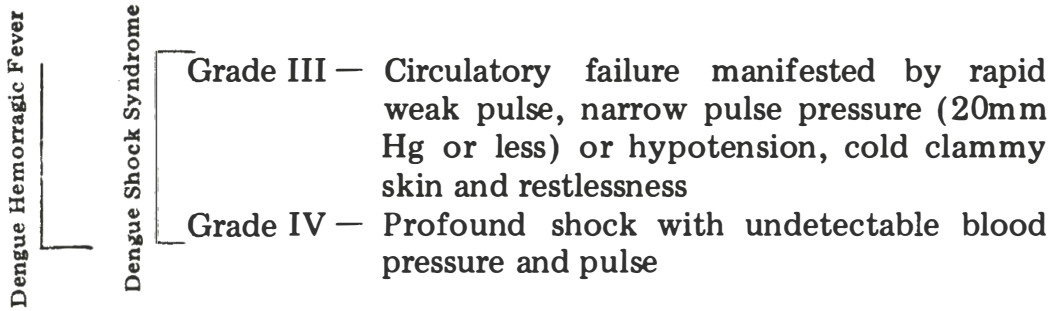 Dengue Hemorragic Fever
Dengue Shock Syndrome
Grade III — Circulatory failure manifested by rapid
weak pulse, narrow pulse pressure (20mm
Hg or less) or hypotension, cold clammy
skin and restlessness
Grade IV — Profound shock with undetectable blood
pressure and pulse